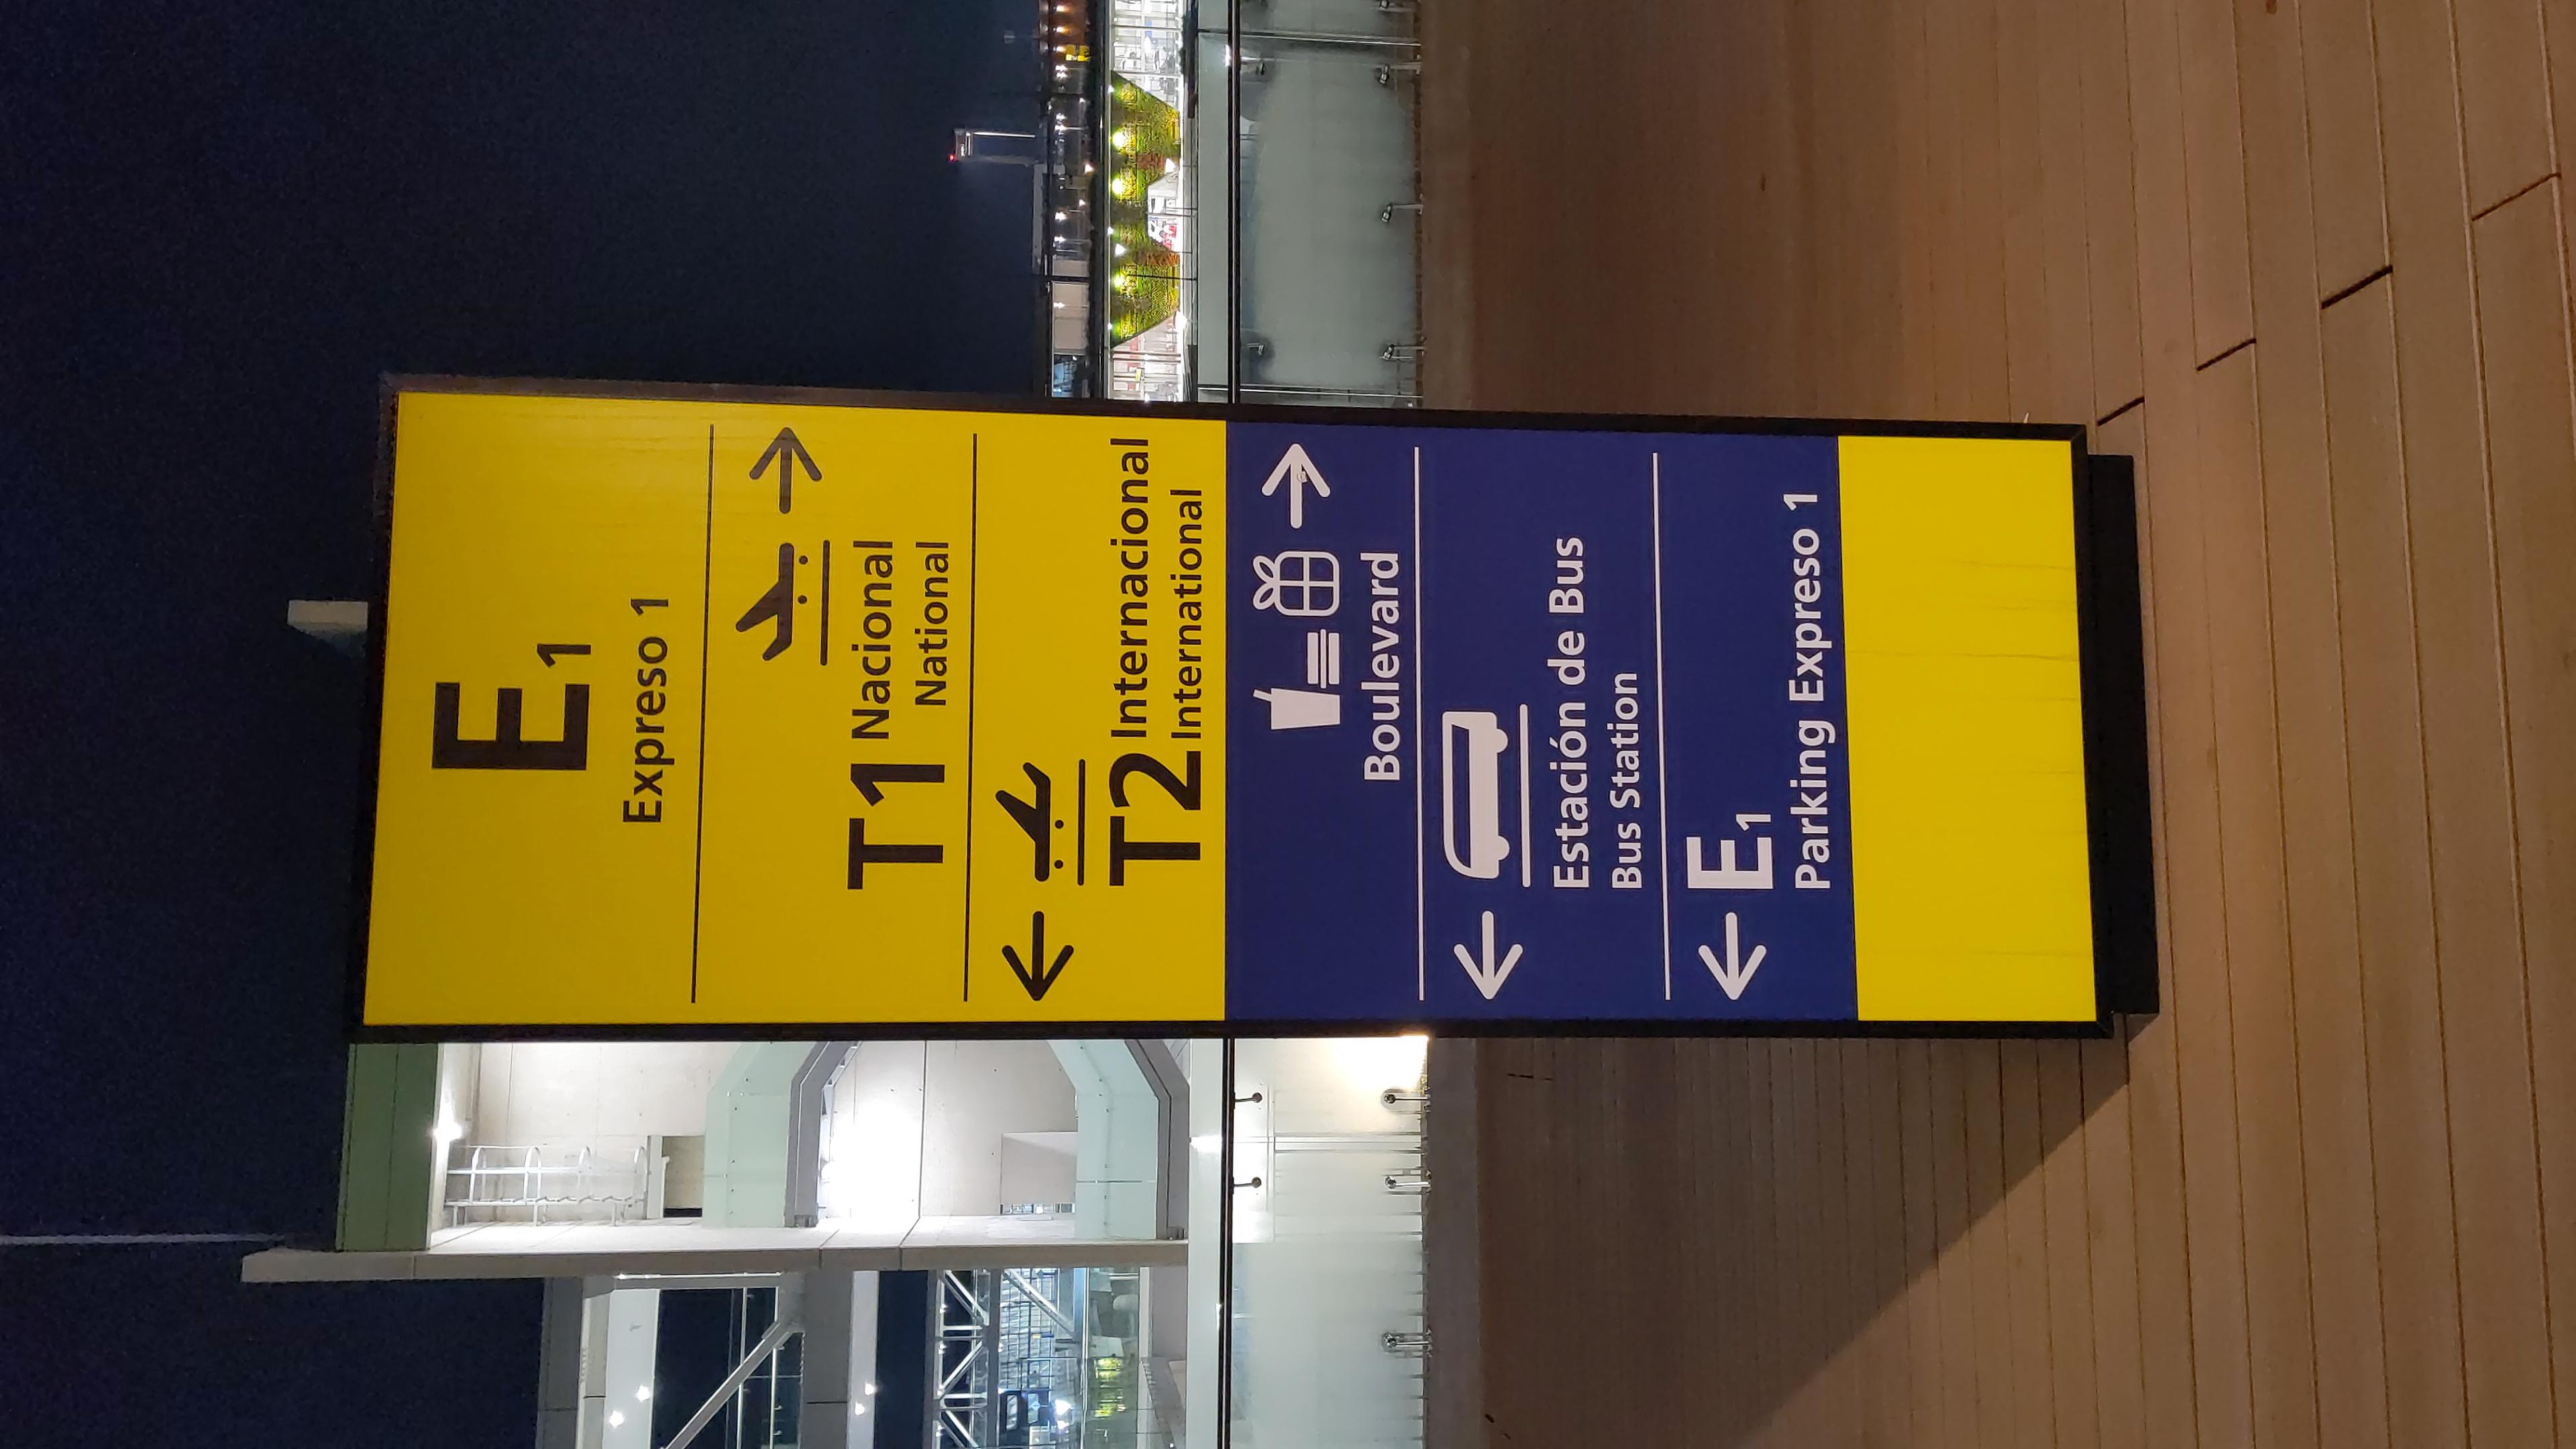 E1
Expreso 1
T1 Nacional
National
T2 Internacional
International
Boulevard
Estación de Bus
Bus Station
E1
Parking Expreso 1